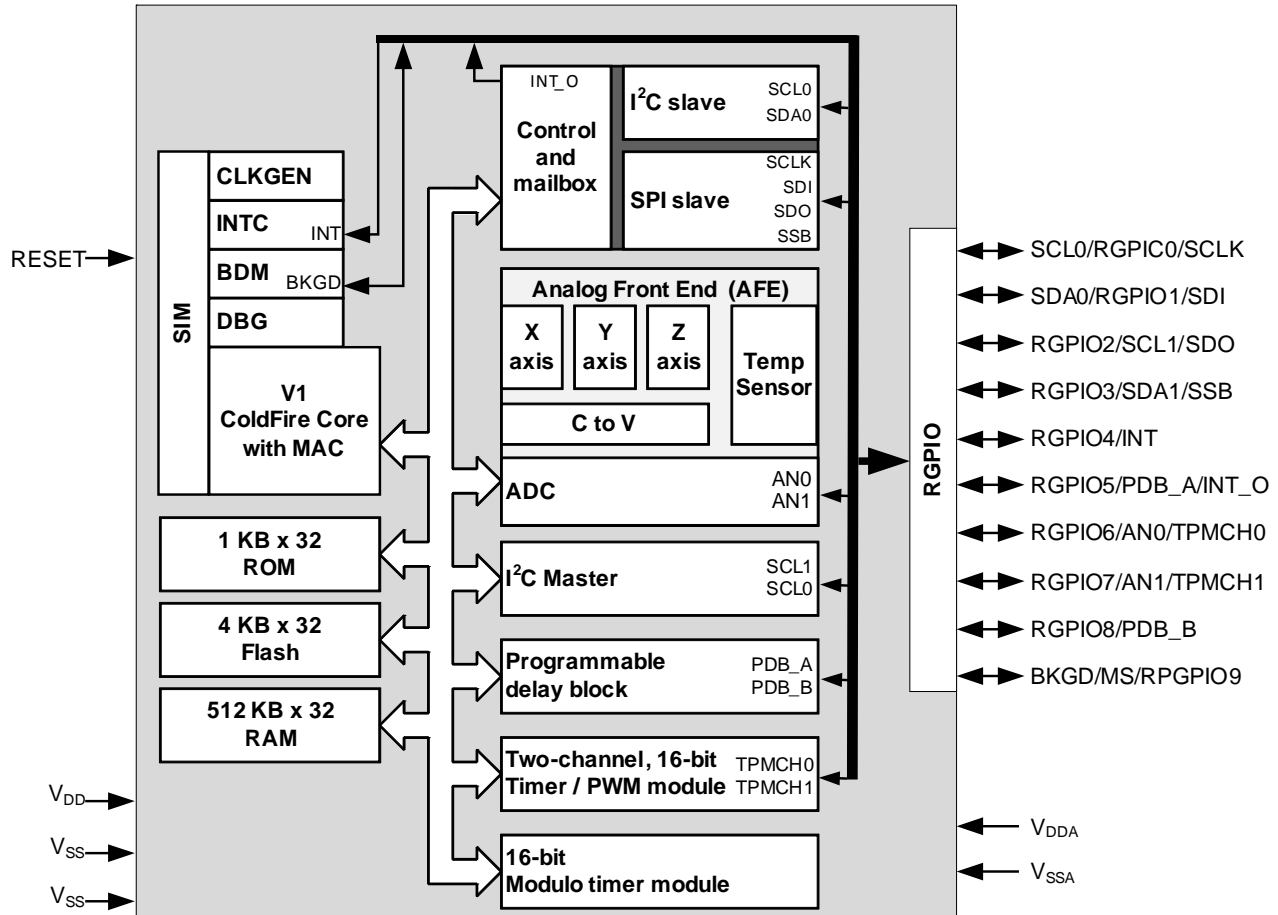 INT_O
Control
and
mailbox
I²C slave
SCL0
SDA0
SPI slave
SCLK
SDI
SDO
SSB
SIM
CLKGEN
INTC
INT
BDM
BKGD
DBG
V1
ColdFire Core
with MAC
RESET
Analog Front End (AFE)
X
axis
Y
axis
Z
axis
Temp
Sensor
C to V
ADC
AN0
AN1
1 KB x 32
ROM
4 KB x 32
Flash
512 KB x 32
RAM
I²C Master
SCL1
SCL0
Programmable
delay block
PDB_A
PDB_B
Two-channel, 16-bit
Timer / PWM module
TPMCH0
TPMCH1
16-bit
Modulo timer module
RGPIO
SCL0/RGPIC0/SCLK
SDA0/RGPIO1/SDI
RGPIO2/SCL1/SDO
RGPIO3/SDA1/SSB
RGPIO4/INT
RGPIO5/PDB_A/INT_O
RGPIO6/AN0/TPMCH0
RGPIO7/AN1/TPMCH1
RGPIO8/PDB_B
BKGD/MS/RPGPIO9
VDD
VSS
VSS
VDDA
VSSA